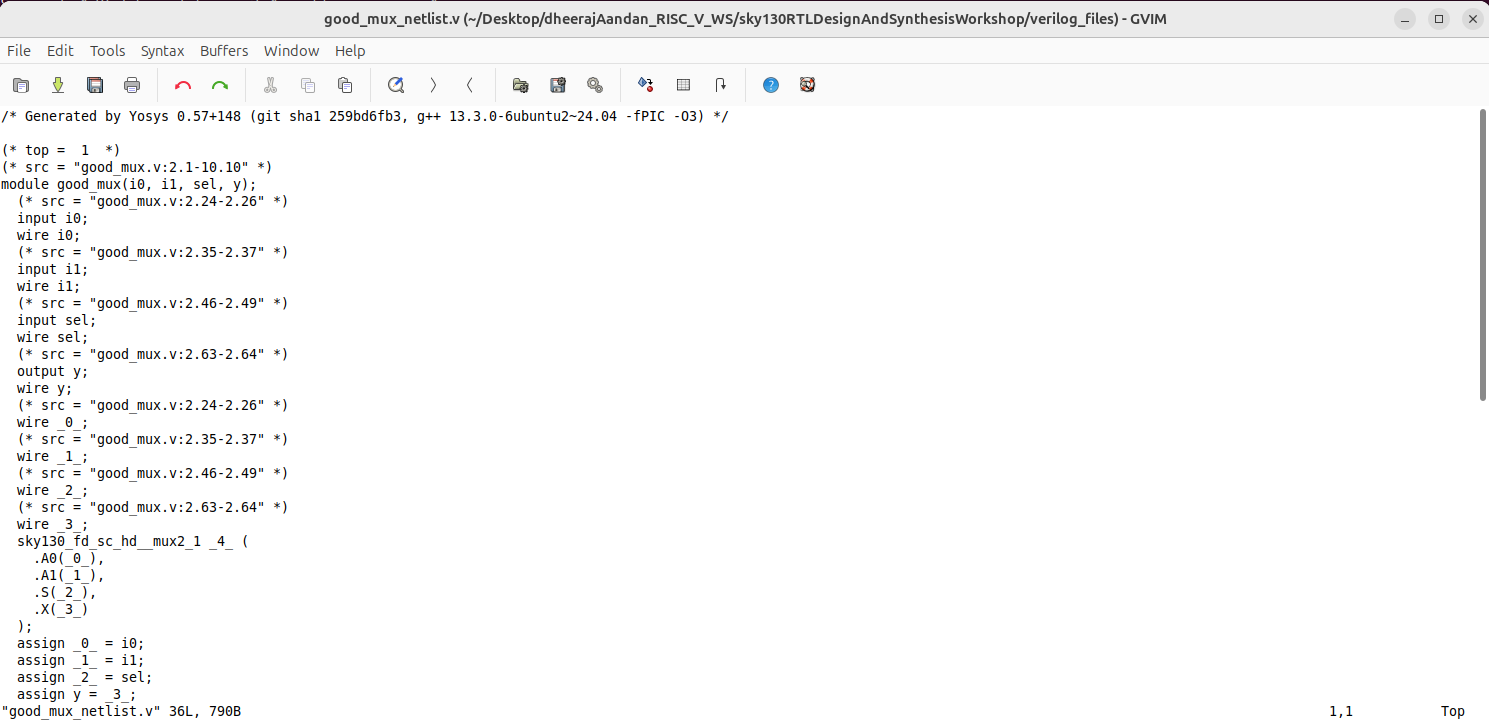 good_mux_netlist.v (~/Desktop/dheerajAandan_RISC_V_WS/sky130RTLDesignAndSynthesisWorkshop/verilog_files) - GVIM
File Edit Tools Syntax Buffers Window Help
/* Generated by Yosys 0.57+148 (git sha1 259bd6fb3, g++ 13.3.0-6ubuntu2~24.04 -fPIC -O3) */
(* top =  1  *)
(* src = "good_mux.v:2.1-10.10" *)
module good_mux(i0, i1, sel, y);
  (* src = "good_mux.v:2.24-2.26" *)
  input i0;
  wire i0;
  (* src = "good_mux.v:2.35-2.37" *)
  input i1;
  wire i1;
  (* src = "good_mux.v:2.46-2.49" *)
  input sel;
  wire sel;
  (* src = "good_mux.v:2.63-2.64" *)
  output y;
  wire y;
  (* src = "good_mux.v:2.24-2.26" *)
  wire _0_;
  (* src = "good_mux.v:2.35-2.37" *)
  wire _1_;
  (* src = "good_mux.v:2.46-2.49" *)
  wire _2_;
  (* src = "good_mux.v:2.63-2.64" *)
  wire _3_;
  sky130_fd_sc_hd__mux2_1 _4_ (
    .A0(_0_),
    .A1(_1_),
    .S(_2_),
    .X(_3_)
  );
  assign _0_ = i0;
  assign _1_ = i1;
  assign _2_ = sel;
  assign y = _3_;
"good_mux_netlist.v" 36L, 790B 1,1 Top